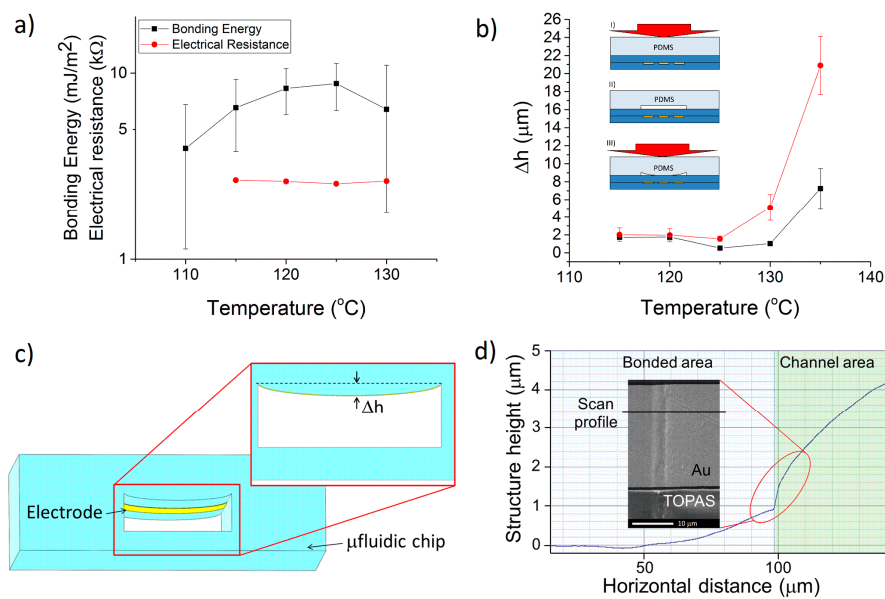 a)
Bonding Energy
Electrical Resistance
Bonding Energy (mJ/m²)
Electrical resistance (kΩ)
10
5
1
110
120
130
Temperature (°C)
b)
I)
PDMS
II)
PDMS
III)
PDMS
Δh (μm)
26
24
22
20
18
16
14
12
10
8
6
4
2
0
110
120
130
140
Temperature (°C)
c)
Δh
Electrode
μfluidic chip
d)
Structure height (μm)
5
4
3
2
1
0
Bonded area
Channel area
Scan
profile
Au
TOPAS
10 μm
50
100
Horizontal distance (μm)